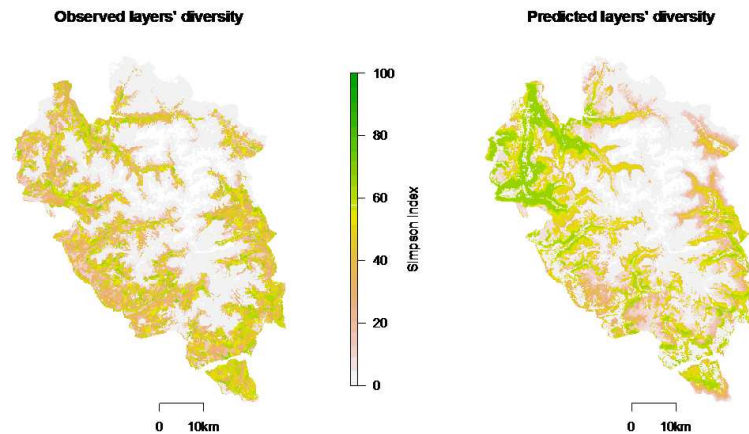 Observed layers' diversity
Predicted layers' diversity
100
80
60
40
20
0
Simpson Index
0 10km
0 10km